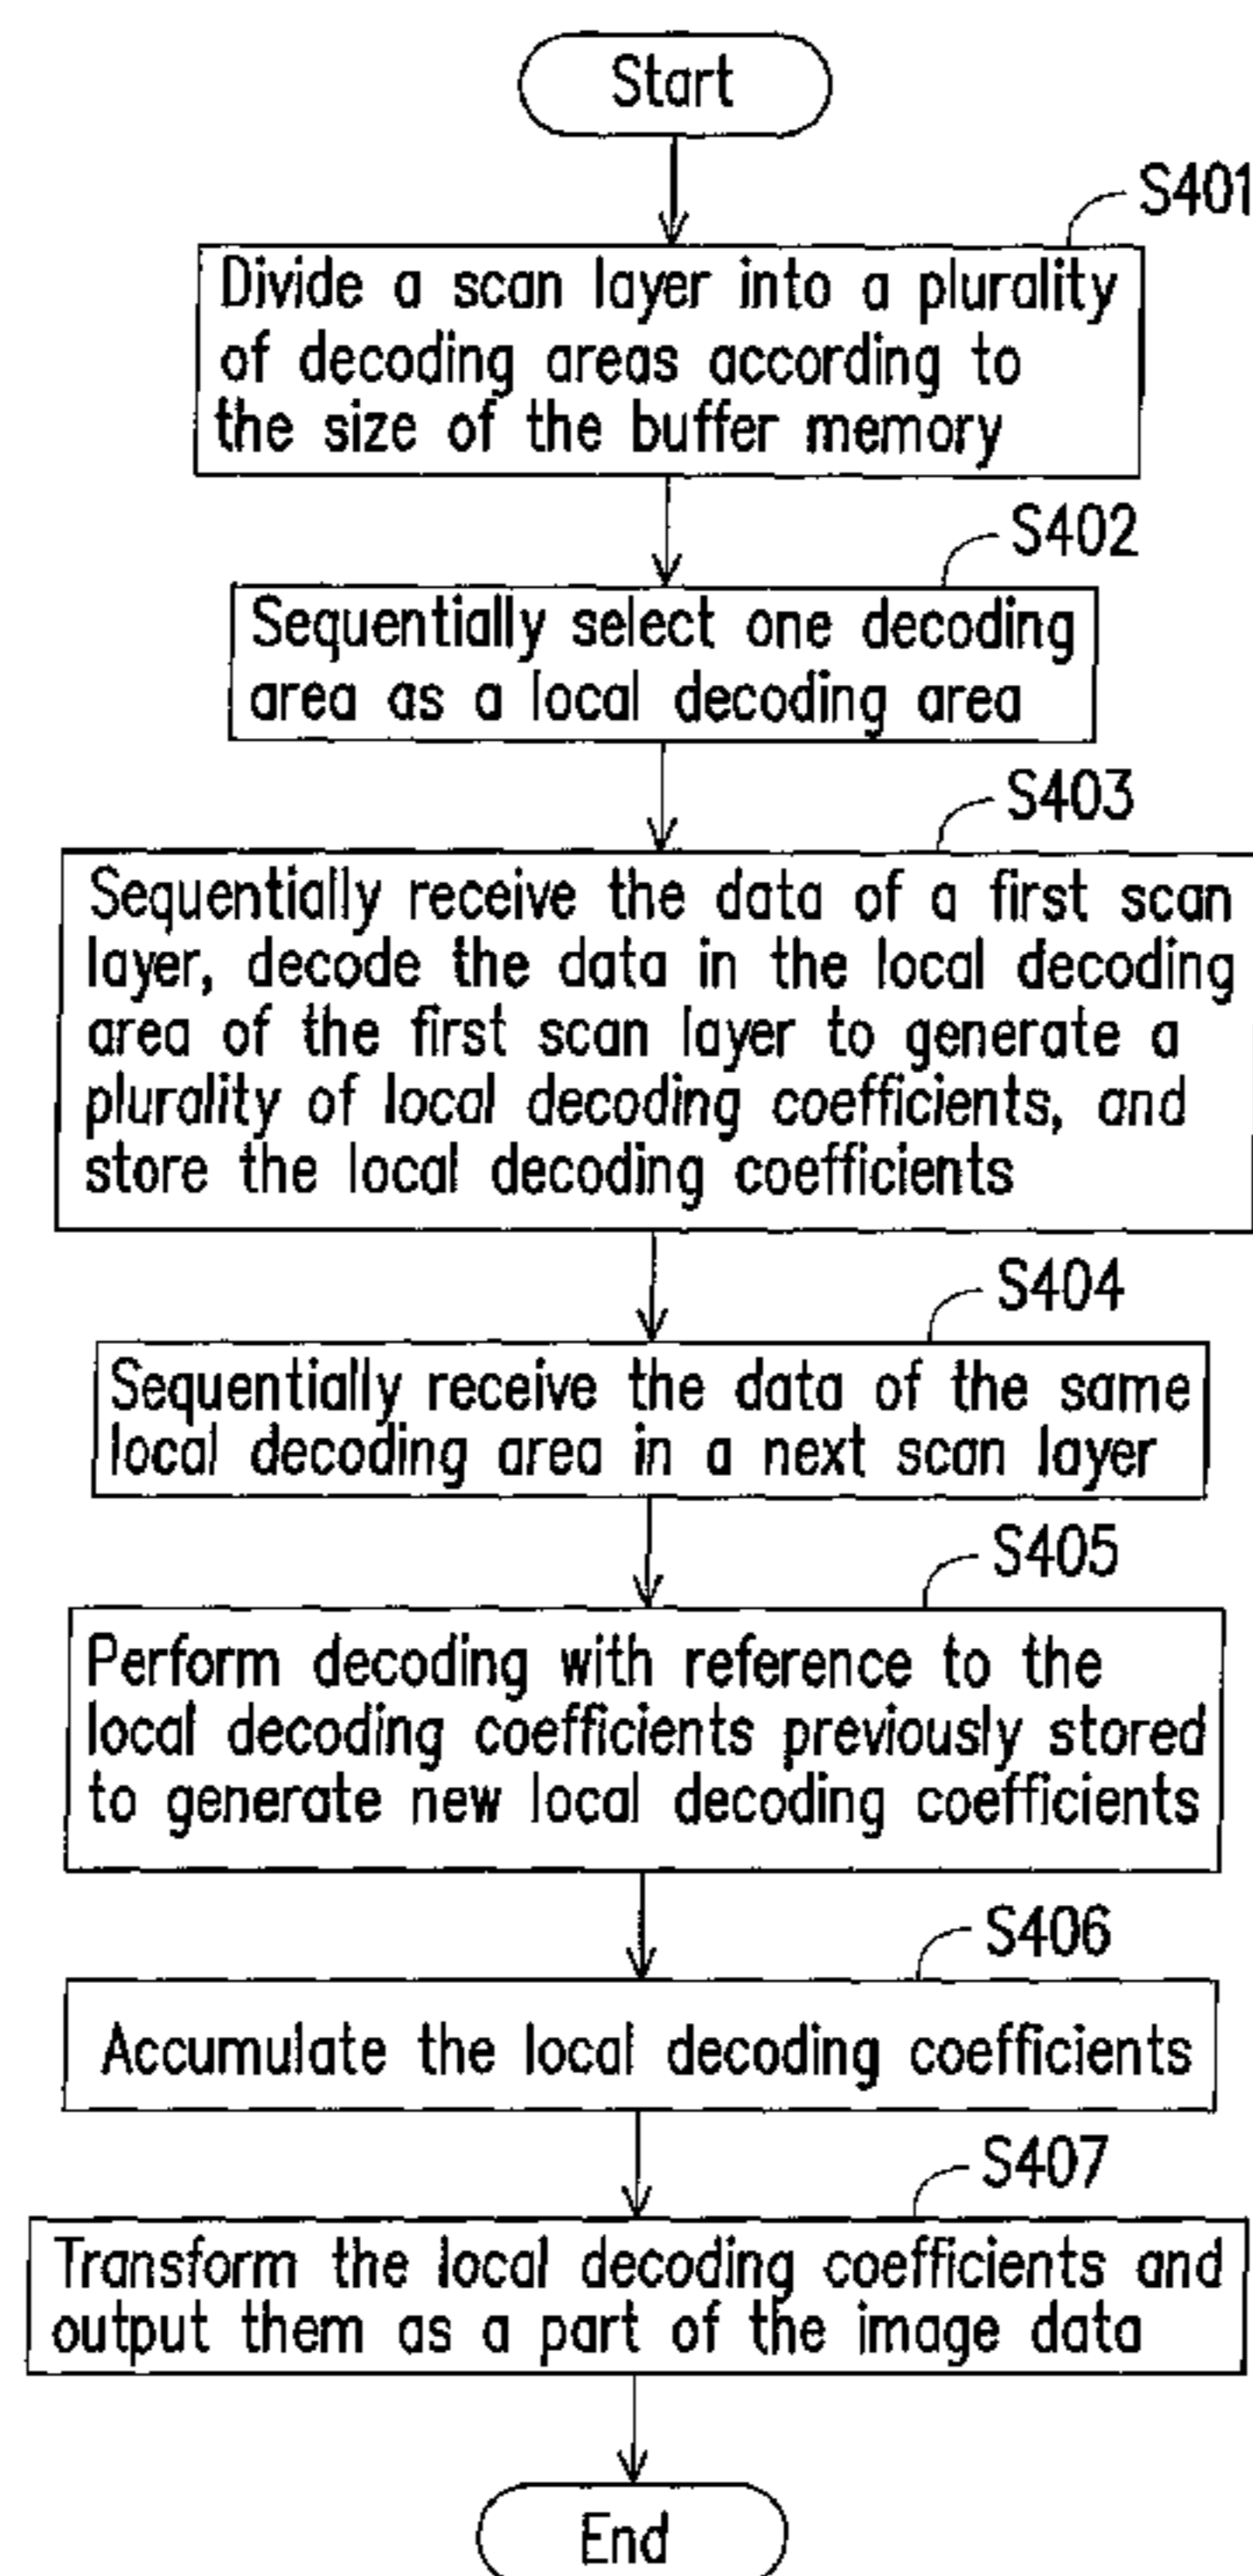 Start
S401
Divide a scan layer into a plurality
of decoding areas according to
the size of the buffer memory
S402
Sequentially select one decoding
area as a local decoding area
S403
Sequentially receive the data of a first scan
layer, decode the data in the local decoding
area of the first scan layer to generate a
plurality of local decoding coefficients, and
store the local decoding coefficients
S404
Sequentially receive the data of the same
local decoding area in a next scan layer
S405
Perform decoding with reference to the
local decoding coefficients previously stored
to generate new local decoding coefficients
S406
Accumulate the local decoding coefficients
S407
Transform the local decoding coefficients and
output them as a part of the image data
End